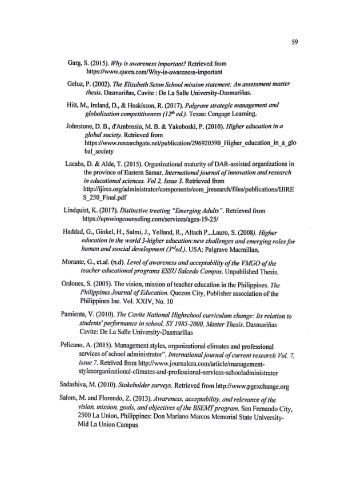 59
Garg, S. (2015). Why is awareness important? Retrieved from
https://www.quora.com/Why-is-awareness-important
Geluz, P. (2002). The Elizabeth Seton School mission statement: An assessment master
thesis. Dasmariñas, Cavite : De La Salle University-Dasmariñas.
Hitt, M., Ireland, D., & Hoskisson, R. (2017). Palgrave strategic management and
globalization competitiveness (12th ed.). Texas: Cengage Learning.
Johnstone, D. B., d'Ambrosio, M. B. & Yakoboski, P. (2010). Higher education in a
global society. Retrieved from
https://www.researchgate.net/publication/296920590_Higher_education_in_a_glo
bal_society
Lacaba, D. & Alde, T. (2015). Organizational maturity of DAR-assisted organizations in
the province of Eastern Samar. International journal of innovation and research
in educational sciences. Vol 2, Issue 3. Retrieved from
http://ijires.org/administrator/components/com_jresearch/files/publications/IJIRE
S_250_Final.pdf
Lindquist, K. (2017). Distinctive treating "Emerging Adults". Retrieved from
https://upswingcounseling.com/services/ages-19-25/
Haddad, G., Ginkel, H., Salmi, J., Yelland, R., Altach P., Lauro, S. (2008). Higher
education in the world 3-higher education:new challenges and emerging roles for
human and social development (3rd ed.). USA: Palgrave Macmillan.
Morante, G., et.al. (n.d). Level of awareness and acceptability of the VMGO of the
teacher educational programs ESSU Salcedo Campus. Unpublished Thesis.
Ordones, S. (2005). The vision, mission of teacher education in the Philippines. The
Philippines Journal of Education. Quezon City, Publisher association of the
Philippines Inc. Vol. XXIV, No. 10
Pamienta, V. (2010). The Cavite National Highschool curriculum change: Its relation to
students' performance in school, SY 1985-2000, Master Thesis. Dasmariñas
Cavite: De La Salle University-Dasmariñas
Pelicano, A. (2015). Management styles, organizational climates and professional
services of school administrator". International journal of current research Vol. 7,
issue 7. Retrived from http://www.journalcra.com/article/management-
stylesorganizational-climates-and-professional-services-schooladministrator
Sadashiva, M. (2010). Stakeholder surveys. Retrieved from http://www.pgexchange.org
Salom, M. and Florendo, Z. (2013). Awareness, acceptability, and relevance of the
vision, mission, goals, and objectives of the BSEMT program. San Fernando City,
2500 La Union, Philippines: Don Mariano Marcos Memorial State University-
Mid La Union Campus